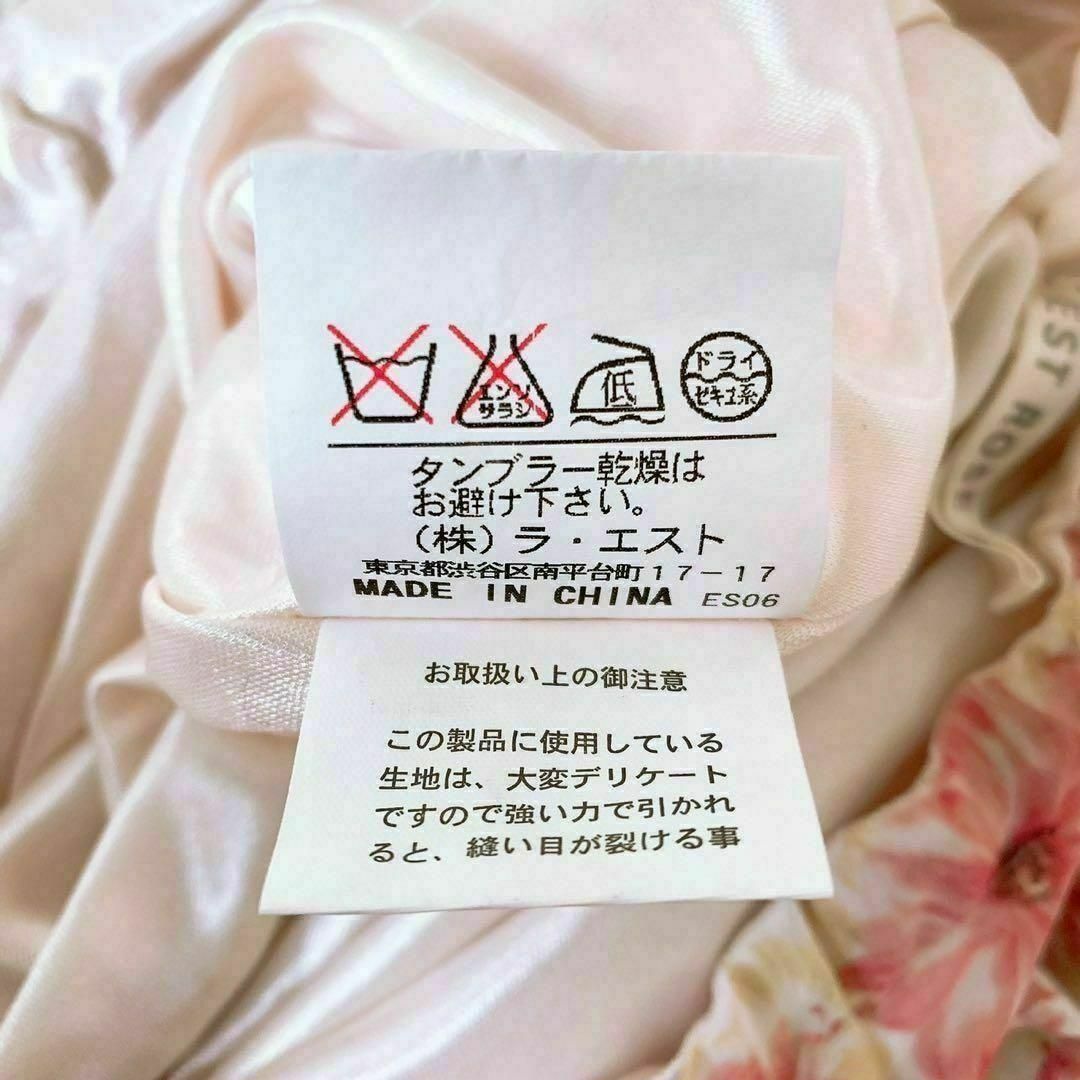 エンソ
サラシ
低
ドライ
セキユ系
タンブラー乾燥は
お避け下さい。
（株）ラ・エスト
東京都渋谷区南平台町17-17
MADE IN CHINA ES06
お取扱い上の御注意
この製品に使用している
生地は、大変デリケート
ですので強い力で引かれ
ると、縫い目が裂ける事
EST ROSE